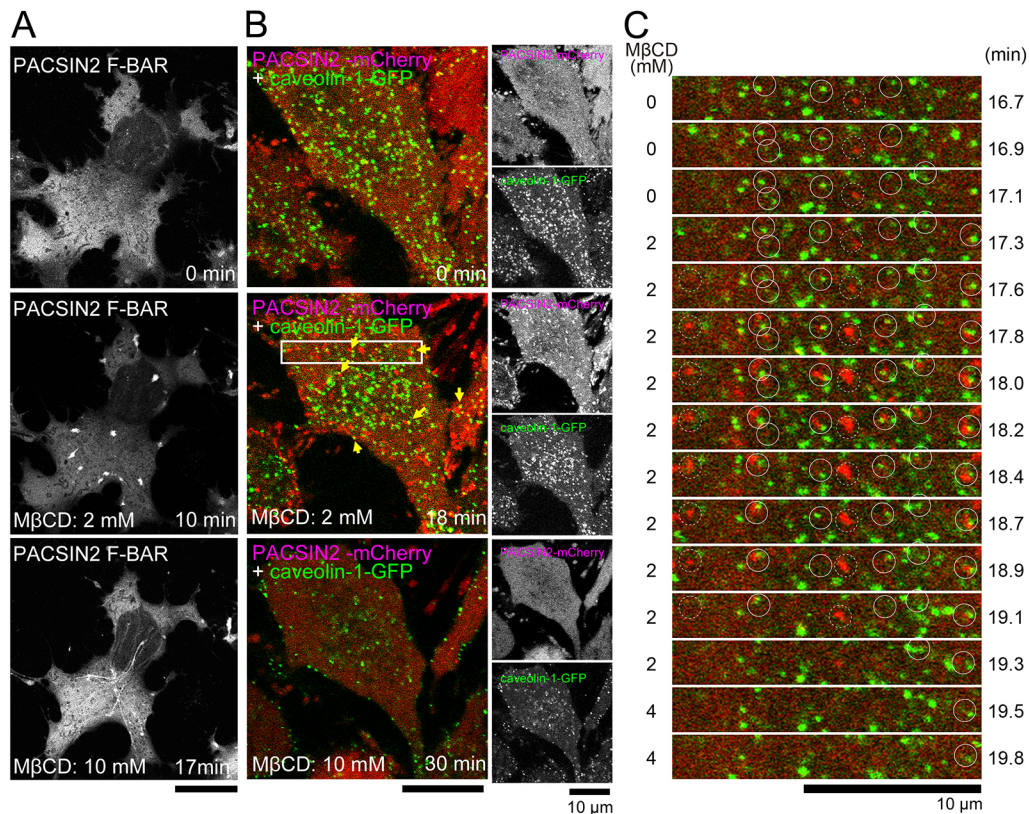 A
PACSIN2 F-BAR
0 min
PACSIN2 F-BAR
MβCD: 2 mM 10 min
PACSIN2 F-BAR
MβCD: 10 mM 17min
B
PACSIN2-mCherry
+ caveolin-1-GFP
0 min
PACSIN2-mCherry
caveolin-1-GFP
PACSIN2-mCherry
+ caveolin-1-GFP
MβCD: 2 mM 18 min
PACSIN2-mCherry
caveolin-1-GFP
PACSIN2 -mCherry
+ caveolin-1-GFP
MβCD: 10 mM 30 min
PACSIN2-mCherry
caveolin-1-GFP
10 μm
C
MβCD
(mM) (min)
0 16.7
0 16.9
0 17.1
2 17.3
2 17.6
2 17.8
2 18.0
2 18.2
2 18.4
2 18.7
2 18.9
2 19.1
2 19.3
4 19.5
4 19.8
10 μm